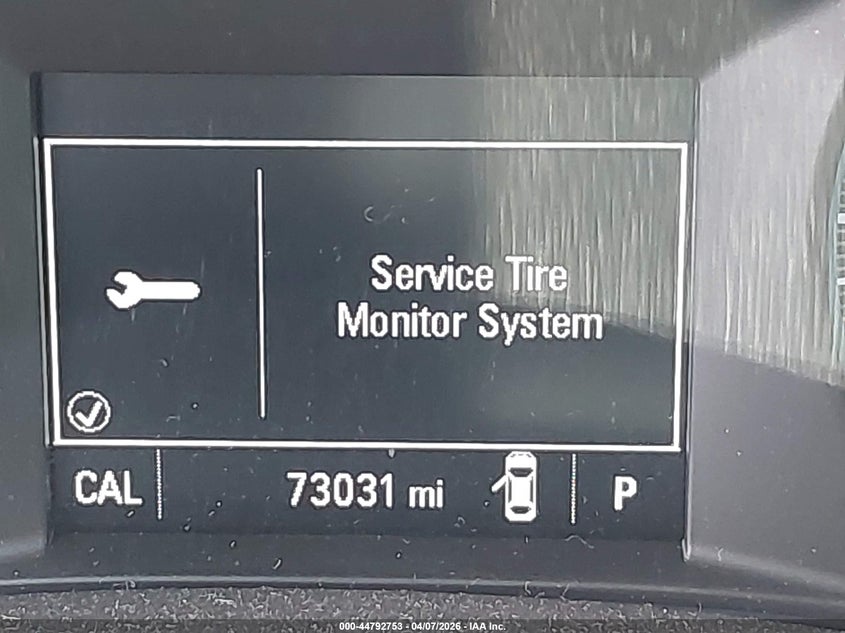 Service Tire
Monitor System
CAL 73031 mi P
000-44792753 - 04/07/2026 - IAA Inc.